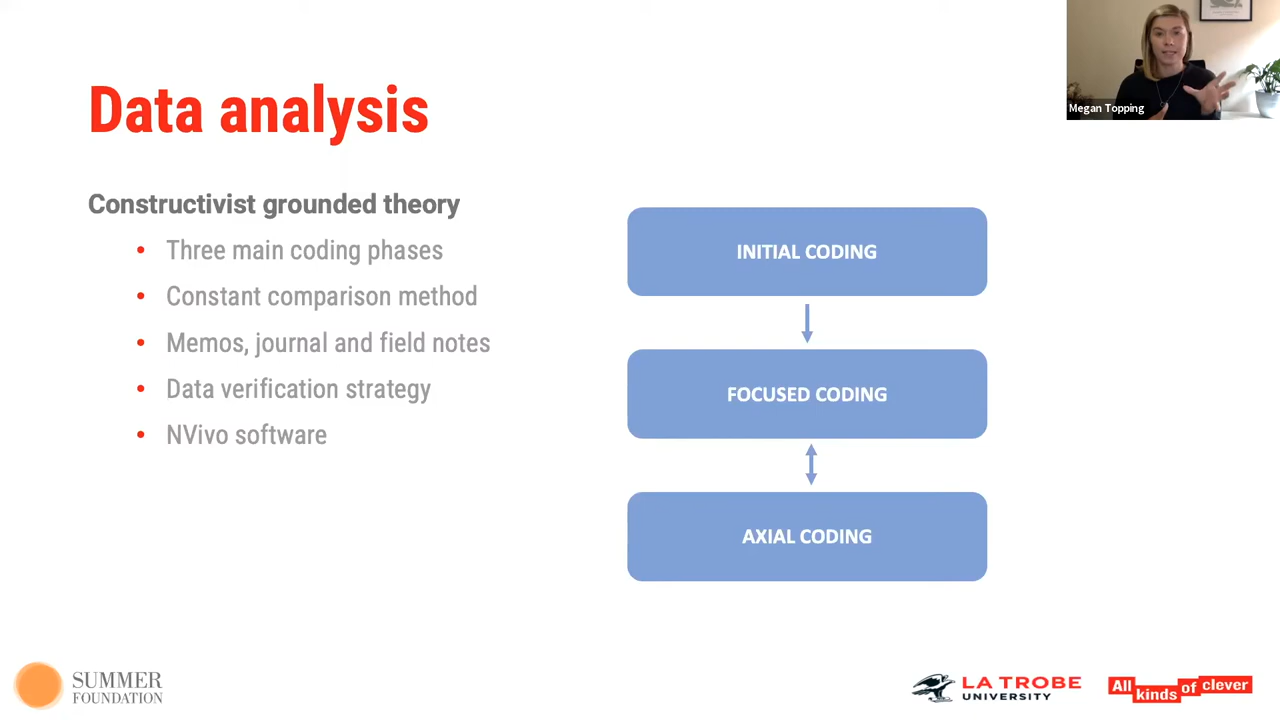 Megan Topping
Data analysis
Constructivist grounded theory
• Three main coding phases
• Constant comparison method
• Memos, journal and field notes
• Data verification strategy
• NVivo software
INITIAL CODING
FOCUSED CODING
AXIAL CODING
SUMMER
FOUNDATION
LA TROBE
UNIVERSITY
All kinds of clever